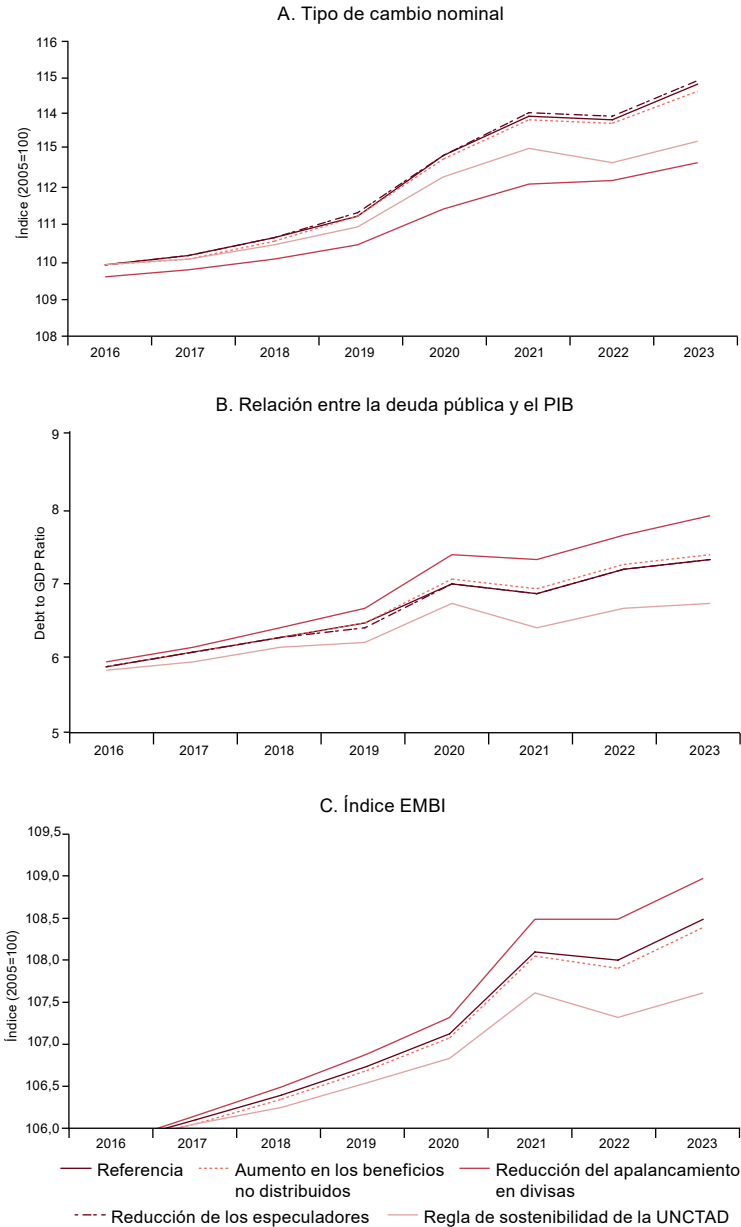 A. Tipo de cambio nominal
116
115
114
115
112
111
110
109
108
Índice (2005=100)
2016 2017 2018 2019 2020 2021 2022 2023
B. Relación entre la deuda pública y el PIB
9
8
7
6
5
Debt to GDP Ratio
2016 2017 2018 2019 2020 2021 2022 2023
C. Índice EMBI
109,5
109,0
108,5
108,0
107,5
107,0
106,5
106,0
Índice (2005=100)
2016 2017 2018 2019 2020 2021 2022 2023
Referencia
Aumento en los beneficios
no distribuidos
Reducción del apalancamiento
en divisas
Reducción de los especuladores
Regla de sostenibilidad de la UNCTAD